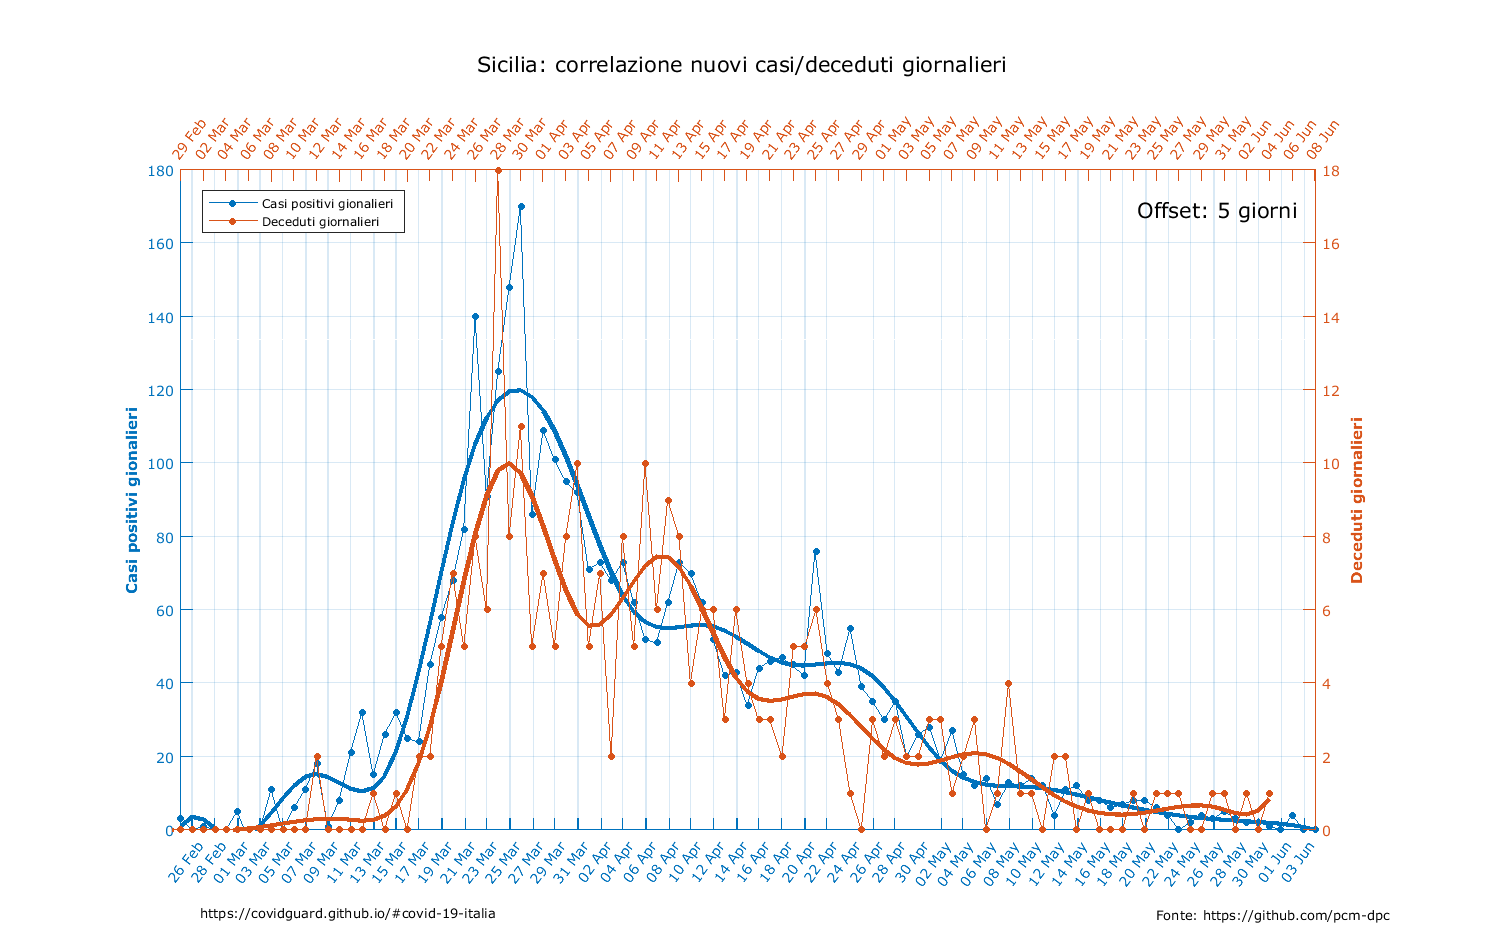 Sicilia: correlazione nuovi casi/deceduti giornalieri
29 Feb 02 Mar 04 Mar 06 Mar 08 Mar 10 Mar 12 Mar 14 Mar 16 Mar 18 Mar 20 Mar 22 Mar 24 Mar 26 Mar 28 Mar 30 Mar 01 Apr 03 Apr 05 Apr 07 Apr 09 Apr 11 Apr 13 Apr 15 Apr 17 Apr 19 Apr 21 Apr 23 Apr 25 Apr 27 Apr 29 Apr 01 May 03 May 05 May 07 May 09 May 11 May 13 May 15 May 17 May 19 May 21 May 23 May 25 May 27 May 29 May 31 May 02 Jun 04 Jun 06 Jun 08 Jun
180
160
140
120
100
80
60
40
20
0
Casi positivi gionalieri
Casi positivi gionalieri
Deceduti giornalieri
Offset: 5 giorni
18
16
14
12
10
8
6
4
2
0
Deceduti giornalieri
26 Feb 28 Feb 01 Mar 03 Mar 05 Mar 07 Mar 09 Mar 11 Mar 13 Mar 15 Mar 17 Mar 19 Mar 21 Mar 23 Mar 25 Mar 27 Mar 29 Mar 31 Mar 02 Apr 04 Apr 06 Apr 08 Apr 10 Apr 12 Apr 14 Apr 16 Apr 18 Apr 20 Apr 22 Apr 24 Apr 26 Apr 28 Apr 30 Apr 02 May 04 May 06 May 08 May 10 May 12 May 14 May 16 May 18 May 20 May 22 May 24 May 26 May 28 May 30 May 01 Jun 03 Jun
https://covidguard.github.io/#covid-19-italia
Fonte: https://github.com/pcm-dpc